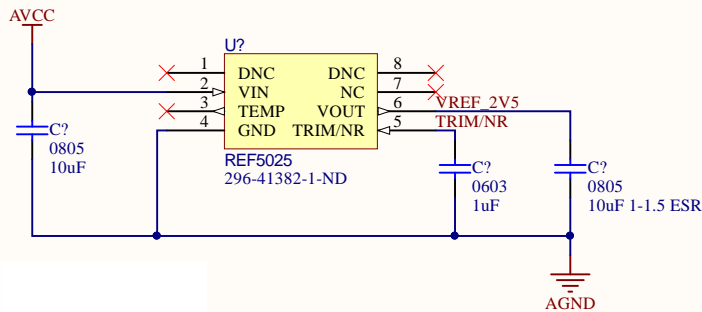 AVCC
U?
1 DNC DNC 8
2 VIN NC 7
3 TEMP VOUT 6 VREF_2V5
4 GND TRIM/NR 5 TRIM/NR
REF5025
296-41382-1-ND
C?
0805
10uF
C?
0603
1uF
C?
0805
10uF 1-1.5 ESR
AGND